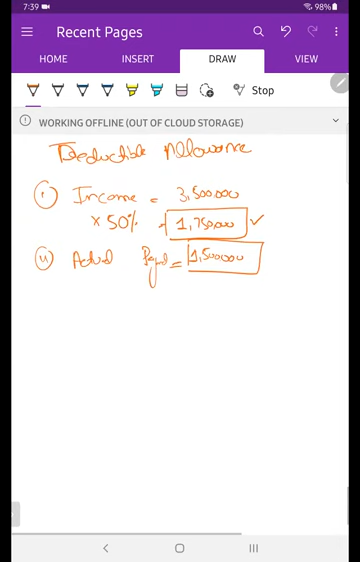 7:39 98%
Recent Pages
HOME INSERT DRAW VIEW
Stop
WORKING OFFLINE (OUT OF CLOUD STORAGE)
Deductible Allowance
(i) Income = 3,500,000
× 50% = 1,750,000 ✓
(ii) Actual Payd = 1,500,000